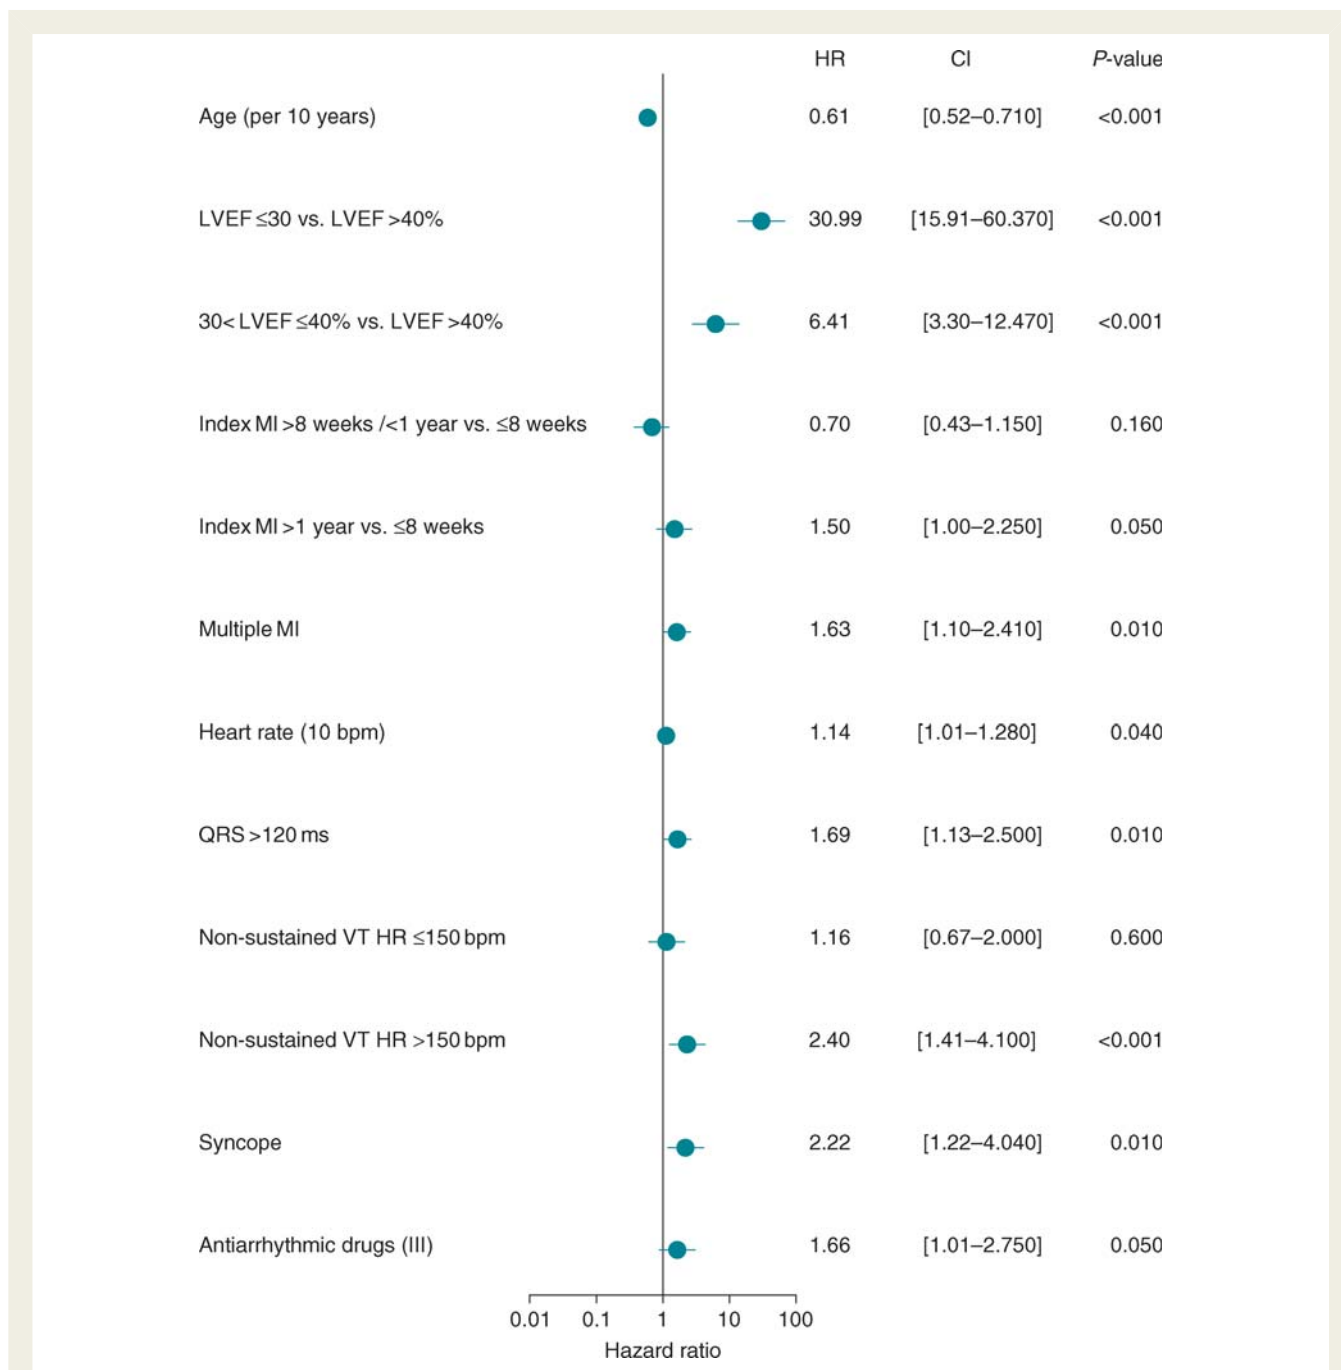 HR CI P-value
Age (per 10 years) 0.61 [0.52–0.710] <0.001
LVEF ≤30 vs. LVEF >40% 30.99 [15.91–60.370] <0.001
30< LVEF ≤40% vs. LVEF >40% 6.41 [3.30–12.470] <0.001
Index MI >8 weeks /<1 year vs. ≤8 weeks 0.70 [0.43–1.150] 0.160
Index MI >1 year vs. ≤8 weeks 1.50 [1.00–2.250] 0.050
Multiple MI 1.63 [1.10–2.410] 0.010
Heart rate (10 bpm) 1.14 [1.01–1.280] 0.040
QRS >120 ms 1.69 [1.13–2.500] 0.010
Non-sustained VT HR ≤150 bpm 1.16 [0.67–2.000] 0.600
Non-sustained VT HR >150 bpm 2.40 [1.41–4.100] <0.001
Syncope 2.22 [1.22–4.040] 0.010
Antiarrhythmic drugs (III) 1.66 [1.01–2.750] 0.050
0.01 0.1 1 10 100
Hazard ratio